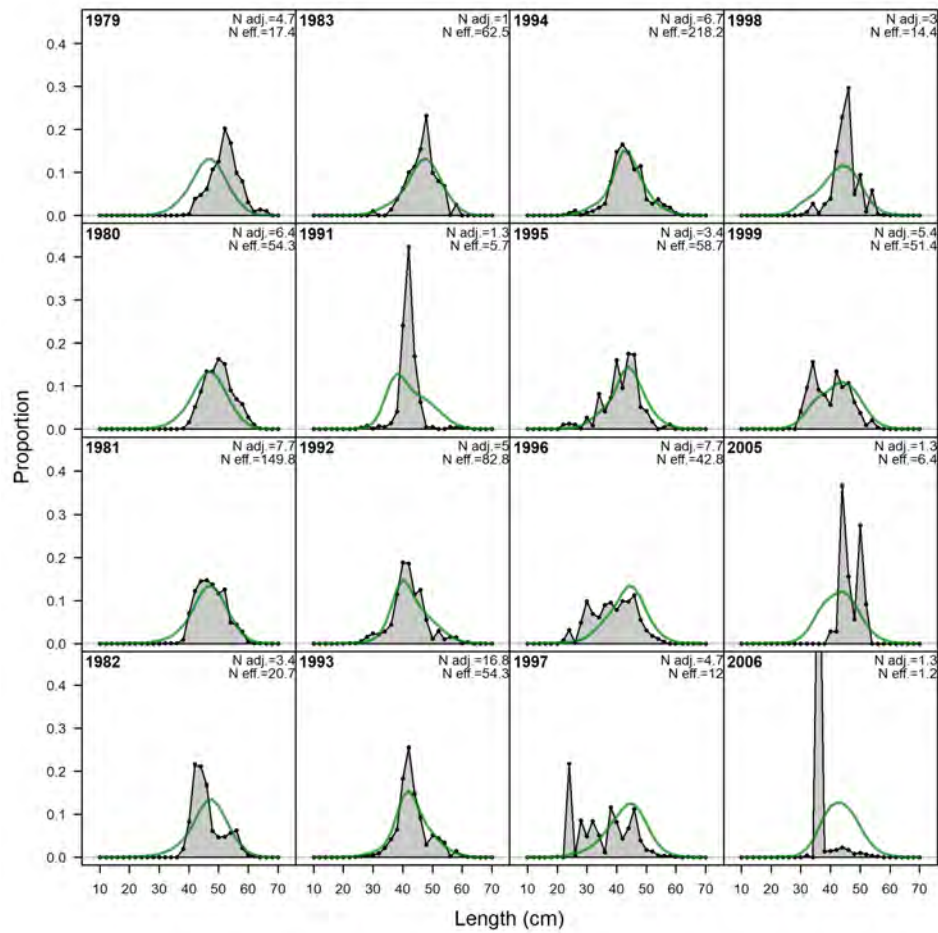 1979 N adj.=4.7
N eff.=17.4
1983 N adj.=1
N eff.=62.5
1994 N adj.=6.7
N eff.=218.2
1998 N adj.=3
N eff.=14.4
0.4
0.3
0.2
0.1
0.0
1980 N adj.=6.4
N eff.=54.3
1991 N adj.=1.3
N eff.=5.7
1995 N adj.=3.4
N eff.=58.7
1999 N adj.=5.4
N eff.=51.4
0.4
0.3
0.2
0.1
0.0
Proportion
1981 N adj.=7.7
N eff.=149.8
1992 N adj.=5
N eff.=82.8
1996 N adj.=7.7
N eff.=42.8
2005 N adj.=1.3
N eff.=6.4
0.4
0.3
0.2
0.1
0.0
1982 N adj.=3.4
N eff.=20.7
1993 N adj.=16.8
N eff.=54.3
1997 N adj.=4.7
N eff.=12
2006 N adj.=1.3
N eff.=1.2
0.4
0.3
0.2
0.1
0.0
10 20 30 40 50 60 70 10 20 30 40 50 60 70 10 20 30 40 50 60 70 10 20 30 40 50 60 70
Length (cm)